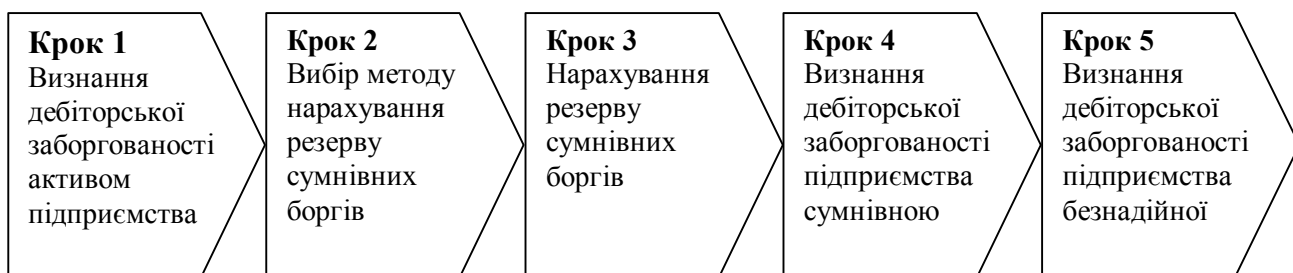 Крок 1
Визнання
дебіторської
заборгованості
активом
підприємства
Крок 2
Вибір методу
нарахування
резерву
сумнівних
боргів
Крок 3
Нарахування
резерву
сумнівних
боргів
Крок 4
Визнання
дебіторської
заборгованості
підприємства
сумнівною
Крок 5
Визнання
дебіторської
заборгованості
підприємства
безнадійної